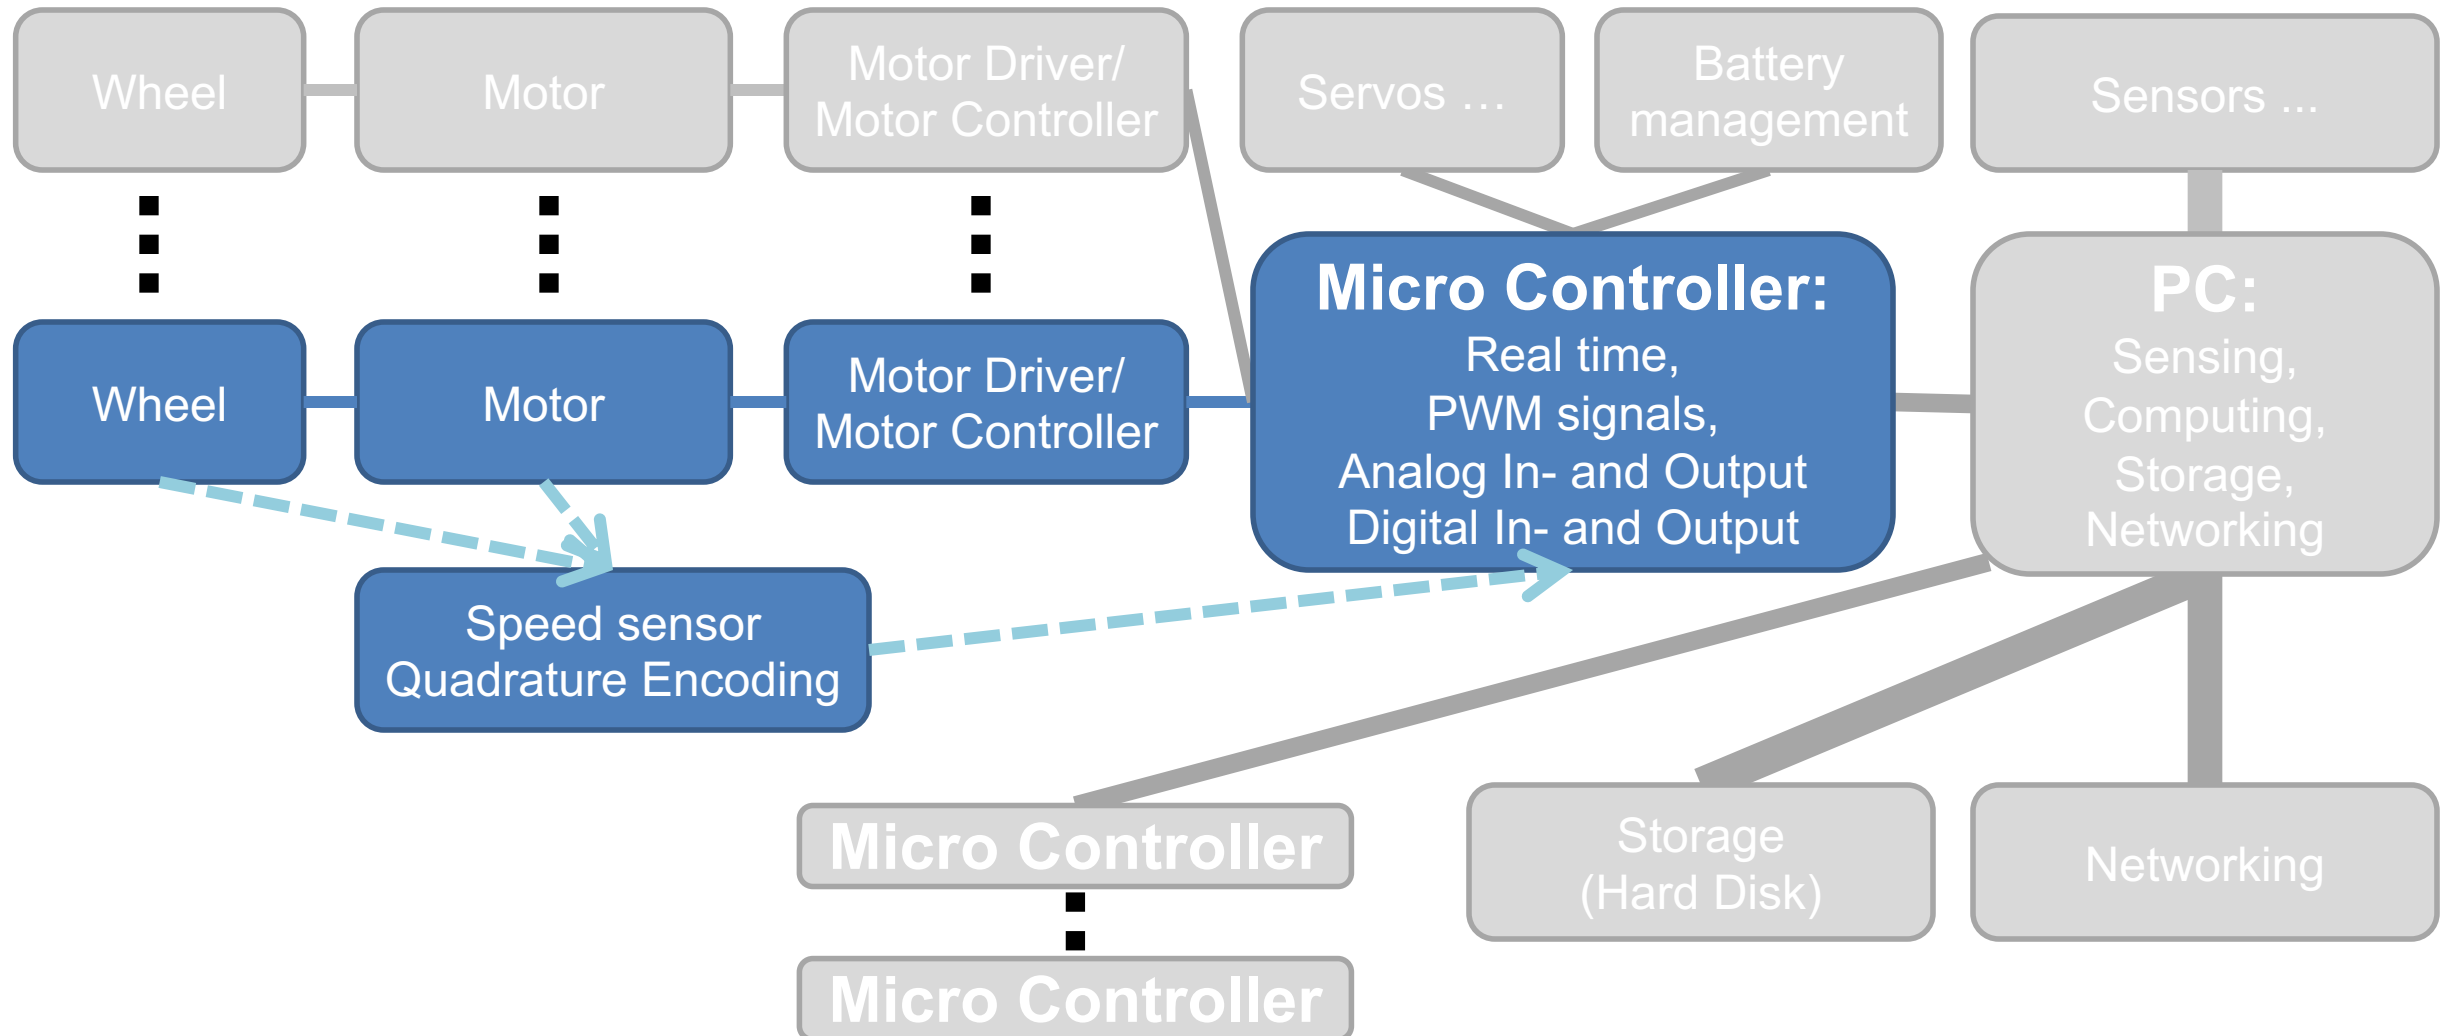 Wheel
Motor
Motor Driver/
Motor Controller
Servos ...
Battery
management
Sensors ...
Wheel
Motor
Motor Driver/
Motor Controller
Micro Controller:
Real time,
PWM signals,
Analog In- and Output
Digital In- and Output
PC:
Sensing,
Computing,
Storage,
Networking
Speed sensor
Quadrature Encoding
Micro Controller
Storage
(Hard Disk)
Networking
Micro Controller